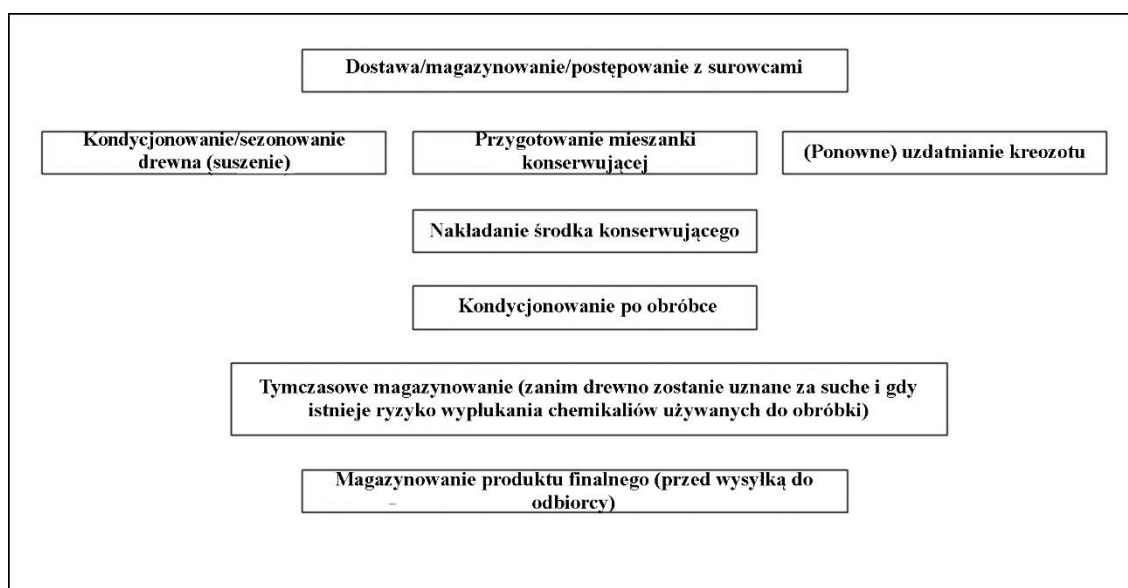 Dostawa/magazynowanie/postępowanie z surowcami
Kondycjonowanie/sezonowanie
drewna (suszenie)
Przygotowanie mieszanki
konserwującej
(Ponowne) uzdatnianie kreozotu
Nakładanie środka konserwującego
Kondycjonowanie po obróbce
Tymczasowe magazynowanie (zanim drewno zostanie uznane za suche i gdy
istnieje ryzyko wypłukania chemikaliów używanych do obróbki)
Magazynowanie produktu finalnego (przed wysyłką do
odbiorcy)